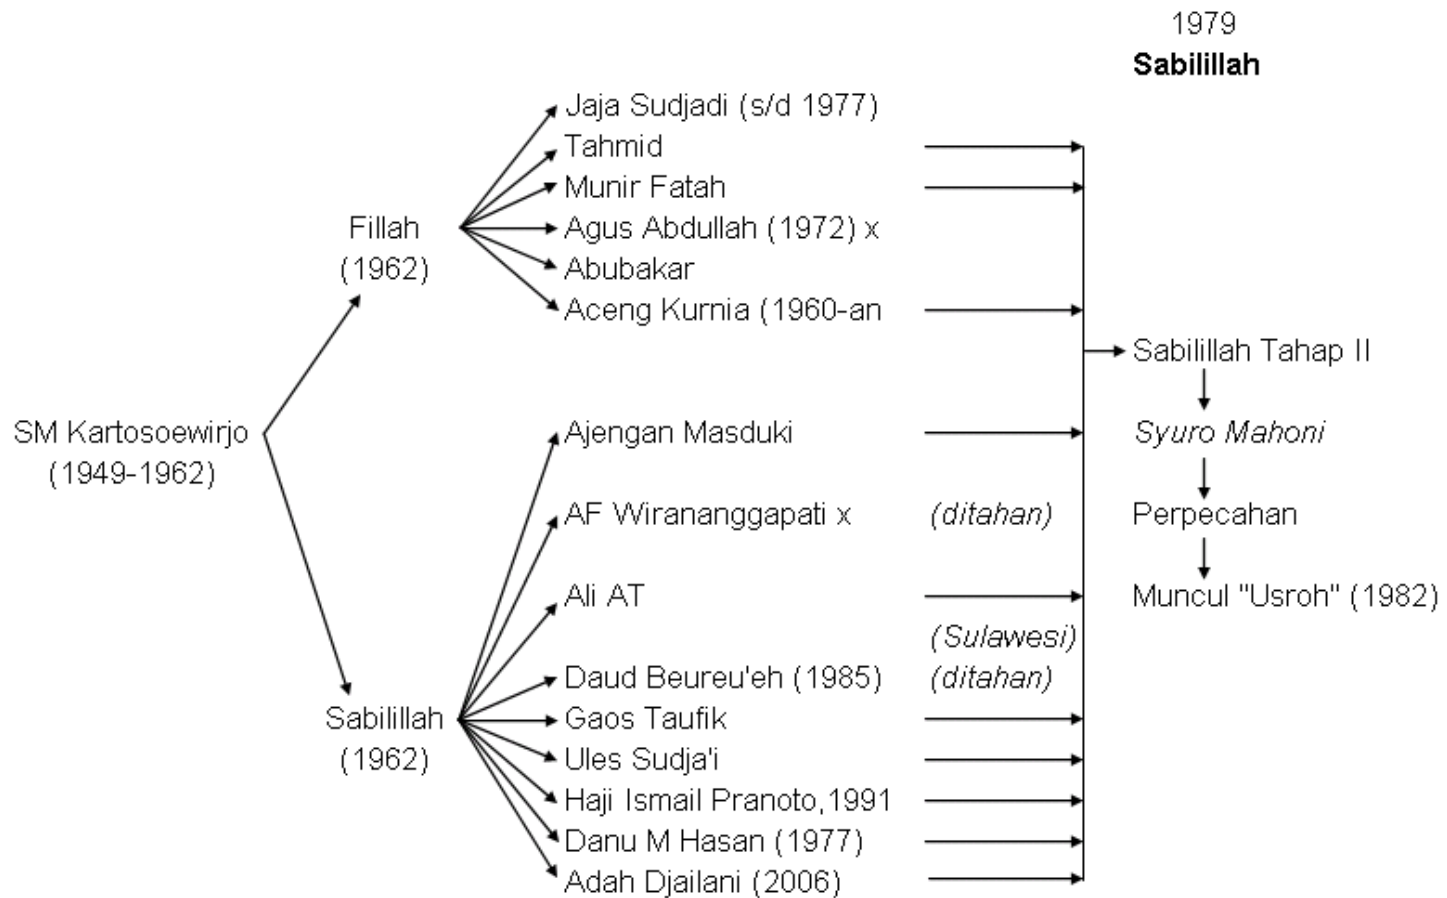 1979
Sabilillah
Jaja Sudjadi (s/d 1977)
Tahmid
Munir Fatah
Fillah
(1962)
Agus Abdullah (1972) x
Abubakar
Aceng Kurnia (1960-an
Sabilillah Tahap II
SM Kartosoewirjo
(1949-1962)
Ajengan Masduki
Syuro Mahoni
AF Wirananggapati x
(ditahan)
Perpecahan
Ali AT
Muncul "Usroh" (1982)
(Sulawesi)
Daud Beureu'eh (1985)
(ditahan)
Sabilillah
(1962)
Gaos Taufik
Ules Sudja'i
Haji Ismail Pranoto,1991
Danu M Hasan (1977)
Adah Djailani (2006)